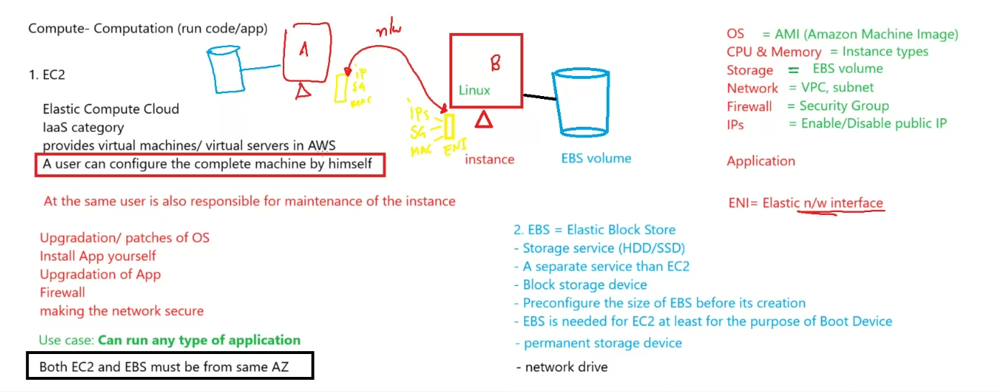 Compute- Computation (run code/app)
1. EC2
Elastic Compute Cloud
IaaS category
provides virtual machines/ virtual servers in AWS
A user can configure the complete machine by himself
At the same user is also responsible for maintenance of the instance
Upgradation/ patches of OS
Install App yourself
Upgradation of App
Firewall
making the network secure
Use case: Can run any type of application
Both EC2 and EBS must be from same AZ
A
n/w
iP
SG
MAC
B
Linux
iPs
SG
MAC ENI
instance
EBS volume
OS = AMI (Amazon Machine Image)
CPU & Memory = Instance types
Storage = EBS volume
Network = VPC, subnet
Firewall = Security Group
IPs = Enable/Disable public IP
Application
ENI= Elastic n/w interface
2. EBS = Elastic Block Store
- Storage service (HDD/SSD)
- A separate service than EC2
- Block storage device
- Preconfigure the size of EBS before its creation
- EBS is needed for EC2 at least for the purpose of Boot Device
- permanent storage device
- network drive